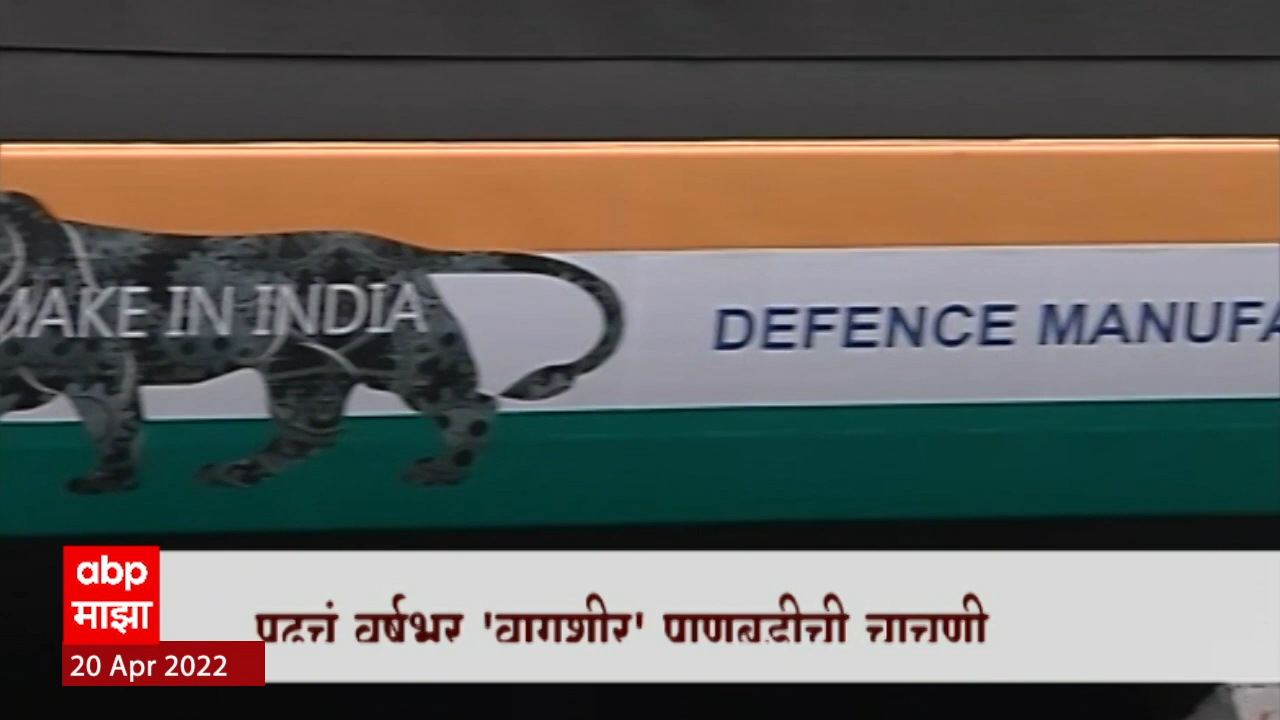 MAKE IN INDIA
DEFENCE MANUFA
abp
माझा
पुढचं वर्षभर 'वागशीर' पाणबुडीची चाचणी
20 Apr 2022